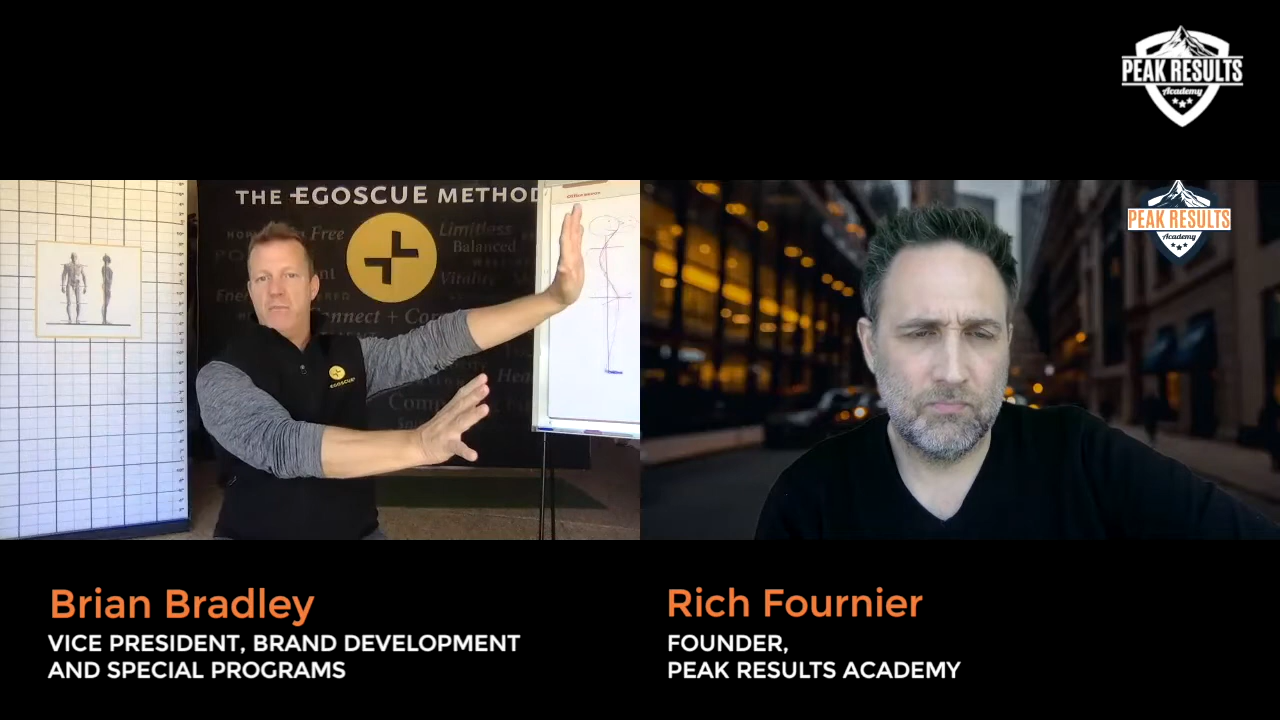 PEAK RESULTS
Academy
THE EGOSCUE METHOD
Free
Limitless
Balanced
Vitality
Connect + Cor
EGOSCUE
PEAK RESULTS
Academy
Brian Bradley
VICE PRESIDENT, BRAND DEVELOPMENT
AND SPECIAL PROGRAMS
Rich Fournier
FOUNDER,
PEAK RESULTS ACADEMY